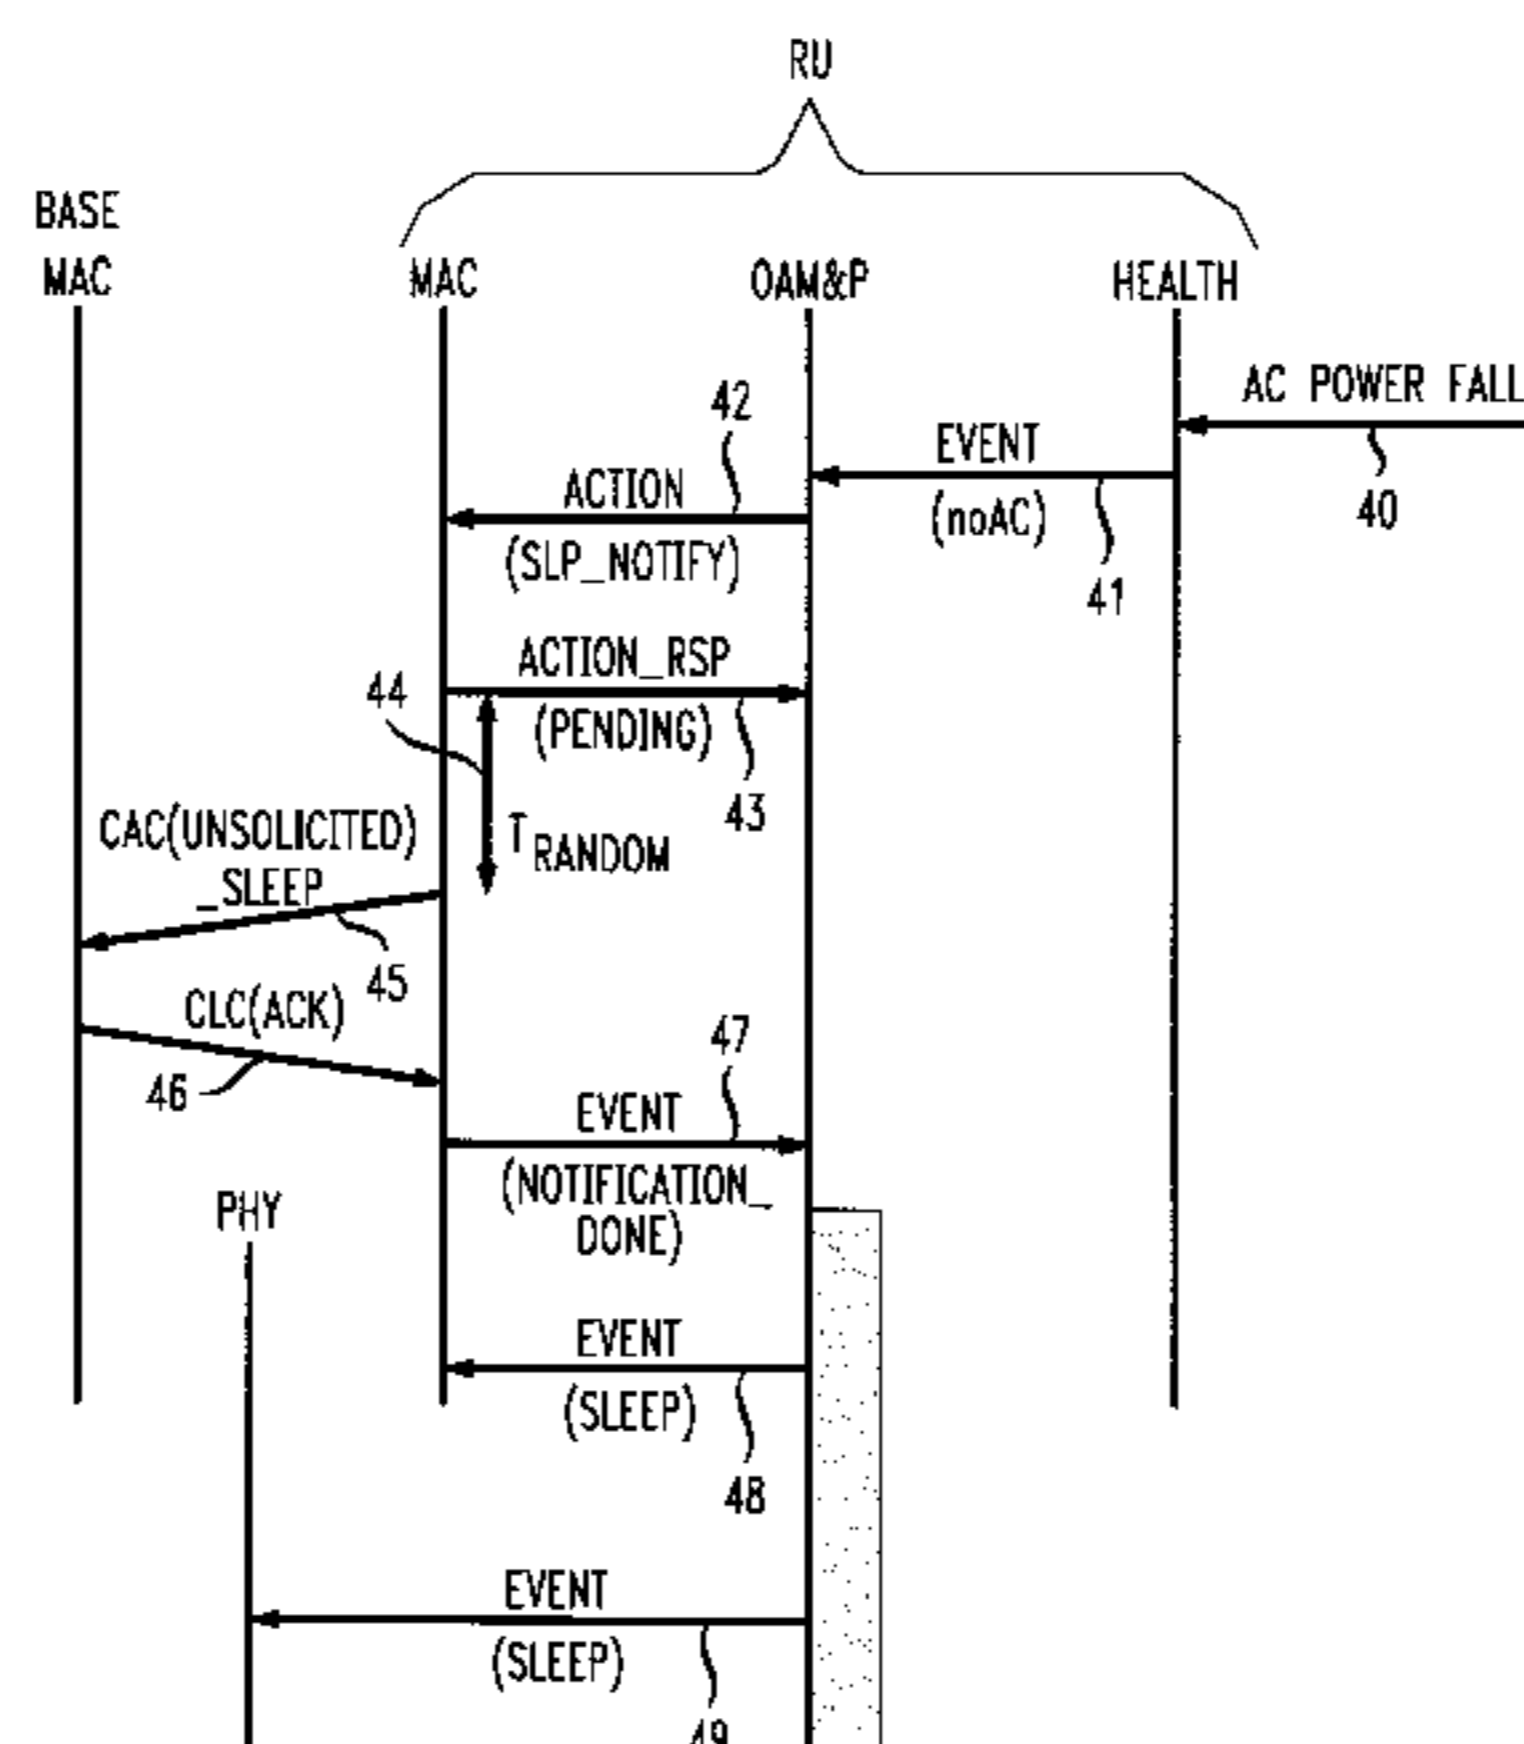 RU
BASE
MAC
MAC
OAM&P
HEALTH
AC POWER FALL
40
EVENT
(noAC)
41
42
ACTION
(SLP_NOTIFY)
ACTION_RSP
(PENDING)
43
44
T RANDOM
CAC(UNSOLICITED)
_SLEEP
45
CLC(ACK)
46
47
EVENT
(NOTIFICATION_
DONE)
PHY
EVENT
(SLEEP)
48
EVENT
(SLEEP)
49